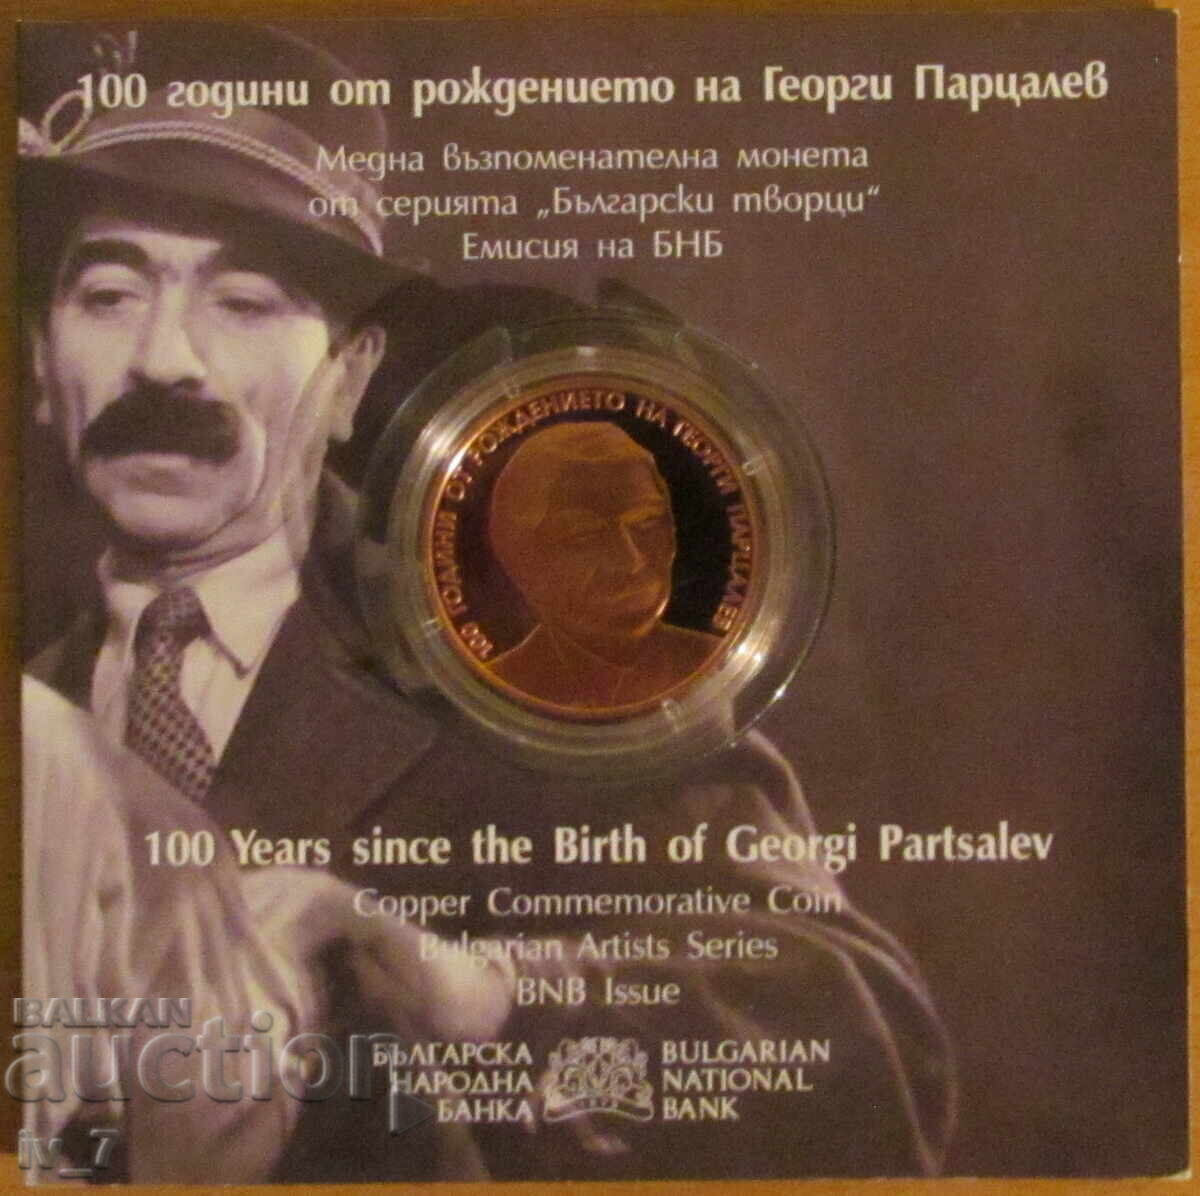 100 години от рождението на Георги Парцалев
Медна възпоменателна монета
от серията „Български творци“
Емисия на БНБ
100 ГОДИНИ ОТ РОЖДЕНИЕТО НА ГЕОРГИ ПАРЦАЛЕВ
100 Years since the Birth of Georgi Partsalev
Copper Commemorative Coin
Bulgarian Artists Series
BNB Issue
БЪЛГАРСКА
НАРОДНА
БАНКА
1879
BULGARIAN
NATIONAL
BANK
BALKAN
auction
iv_7